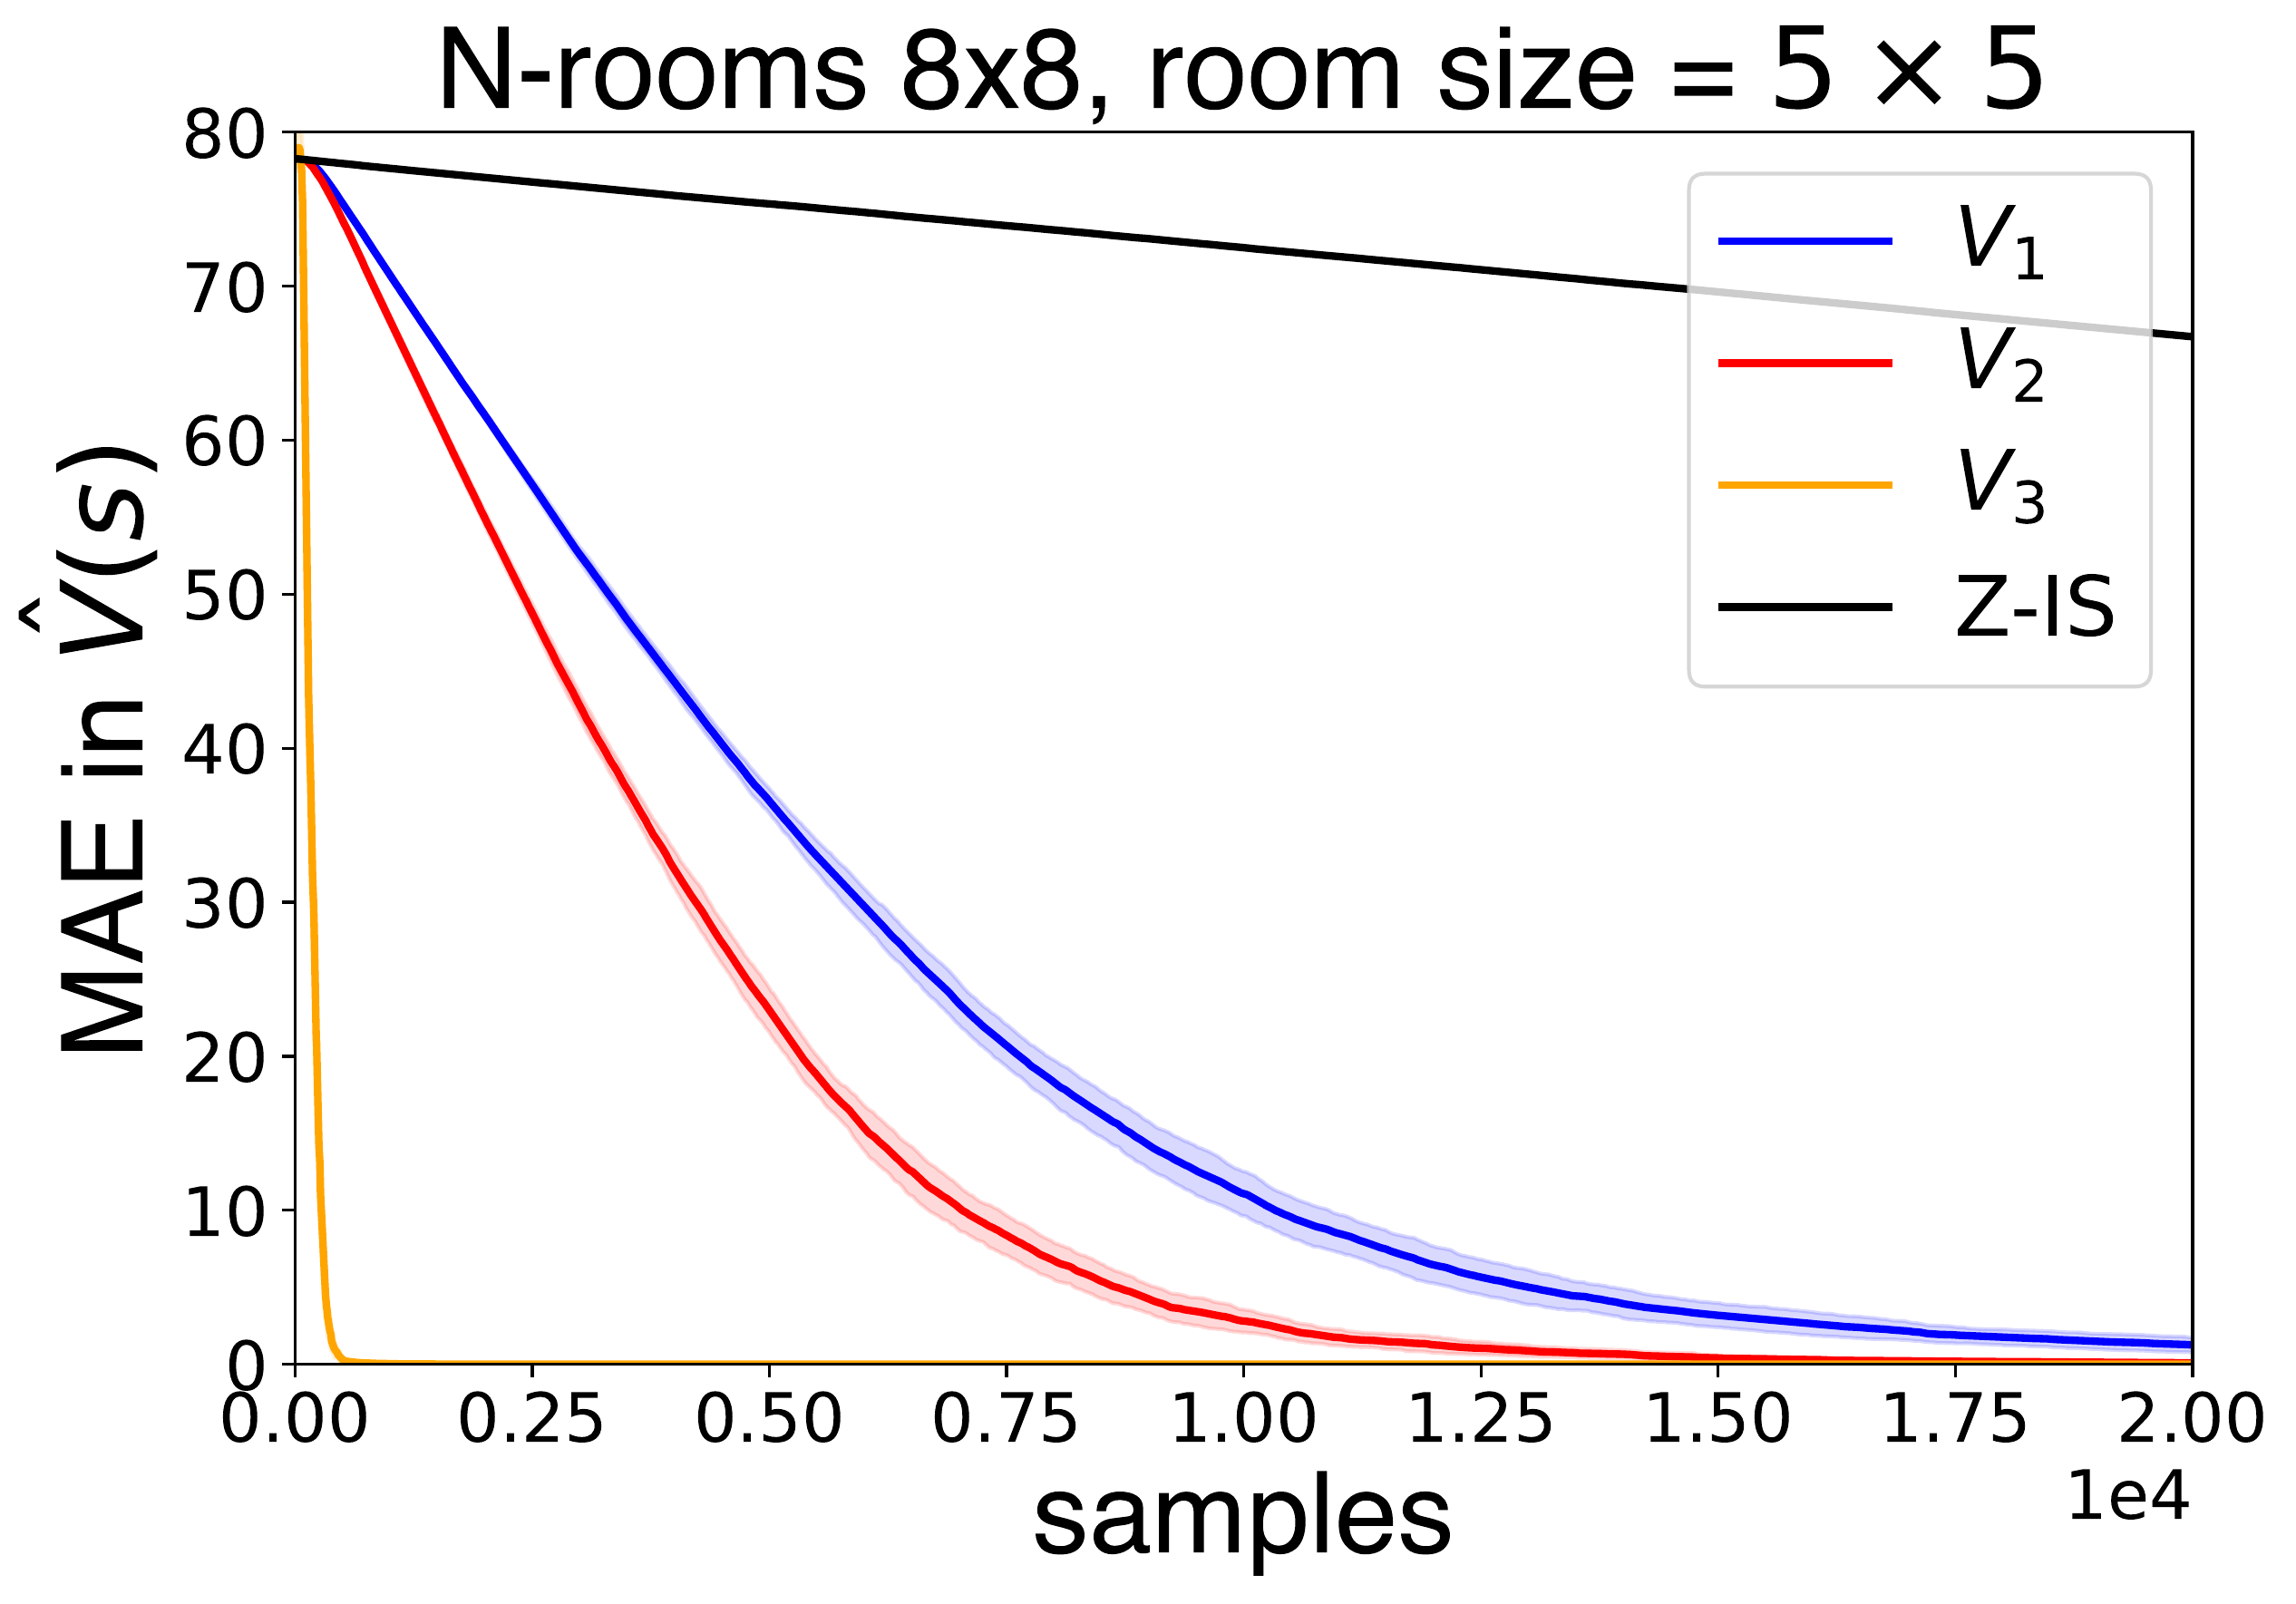 N-rooms 8x8, room size = 5 × 5
MAE in V̂(s)
80
70
60
50
40
30
20
10
0
V₁
V₂
V₃
Z-IS
0.00 0.25 0.50 0.75 1.00 1.25 1.50 1.75 2.00
1e4
samples